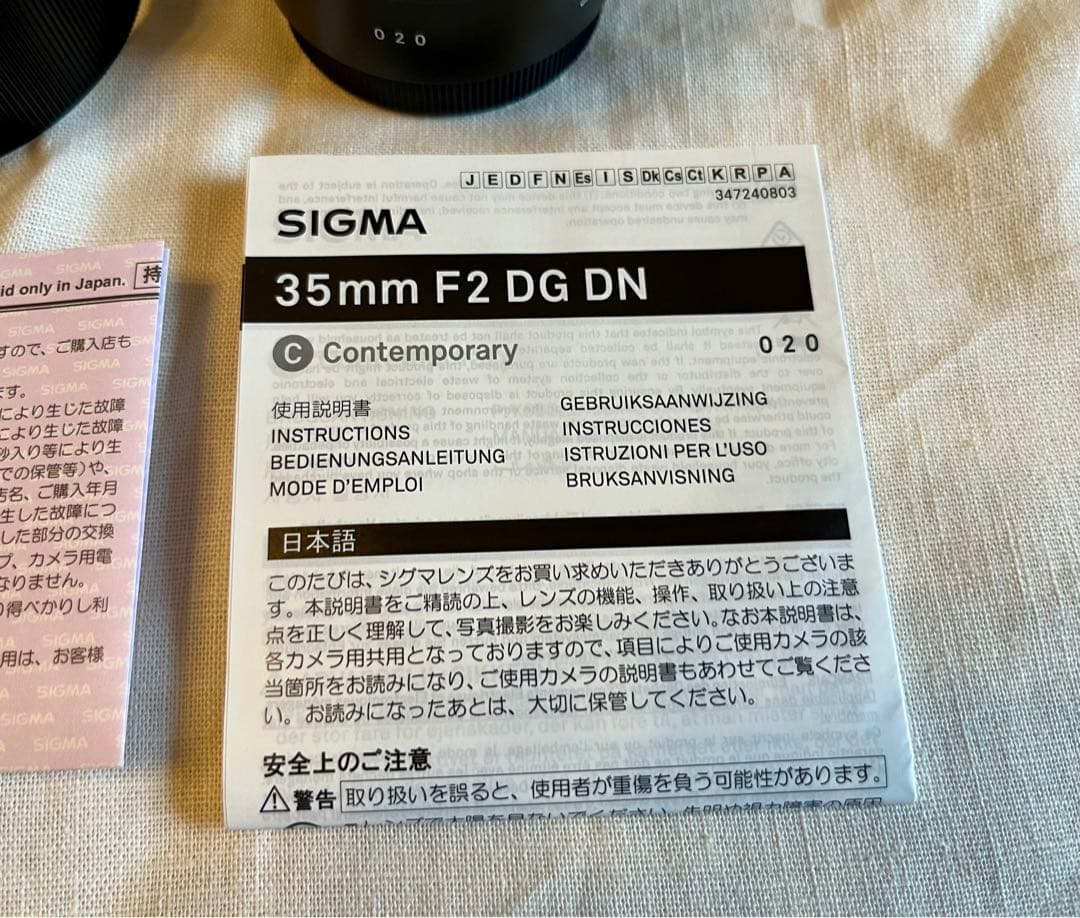 020
J E D F N Es I S Dk Cs Ct K R P A
347240803
SIGMA
35mm F2 DG DN
C Contemporary
020
使用説明書
INSTRUCTIONS
BEDIENUNGSANLEITUNG
MODE D'EMPLOI
GEBRUIKSAANWIJZING
INSTRUCCIONES
ISTRUZIONI PER L'USO
BRUKSANVISNING
日本語
このたびは、シグマレンズをお買い求めいただきありがとうございま
す。本説明書をご精読の上、レンズの機能、操作、取り扱い上の注意
点を正しく理解して、写真撮影をお楽しみください。なお本説明書は、
各カメラ用共用となっておりますので、項目によりご使用カメラの該
当箇所をお読みになり、ご使用カメラの説明書もあわせてご覧くださ
い。お読みになったあとは、大切に保管してください。
安全上のご注意
警告 取り扱いを誤ると、使用者が重傷を負う可能性があります。
id only in Japan. 持
すので、ご購入店も
ます。
により生じた故障
により生じた故障
砂入り等により生
での保管等)や、
店名、ご購入年月
生した故障につ
した部分の交換
プ、カメラ用電
なりません。
り得べかりし利
用は、お客様